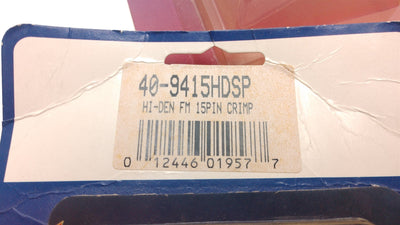 40-9415HDSP
HI-DEN FM 15PIN CRIMP
0 12446 01957 7